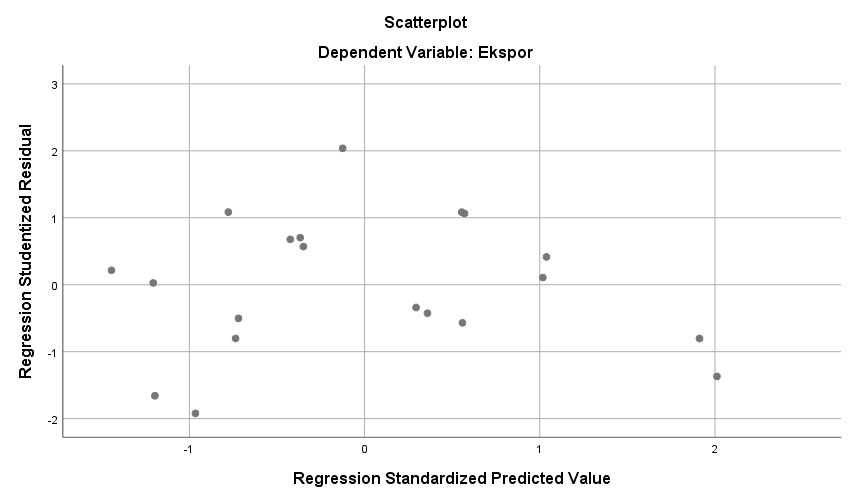 Scatterplot
Dependent Variable: Ekspor
Regression Studentized Residual
3
2
1
0
-1
-2
-1
0
1
2
Regression Standardized Predicted Value